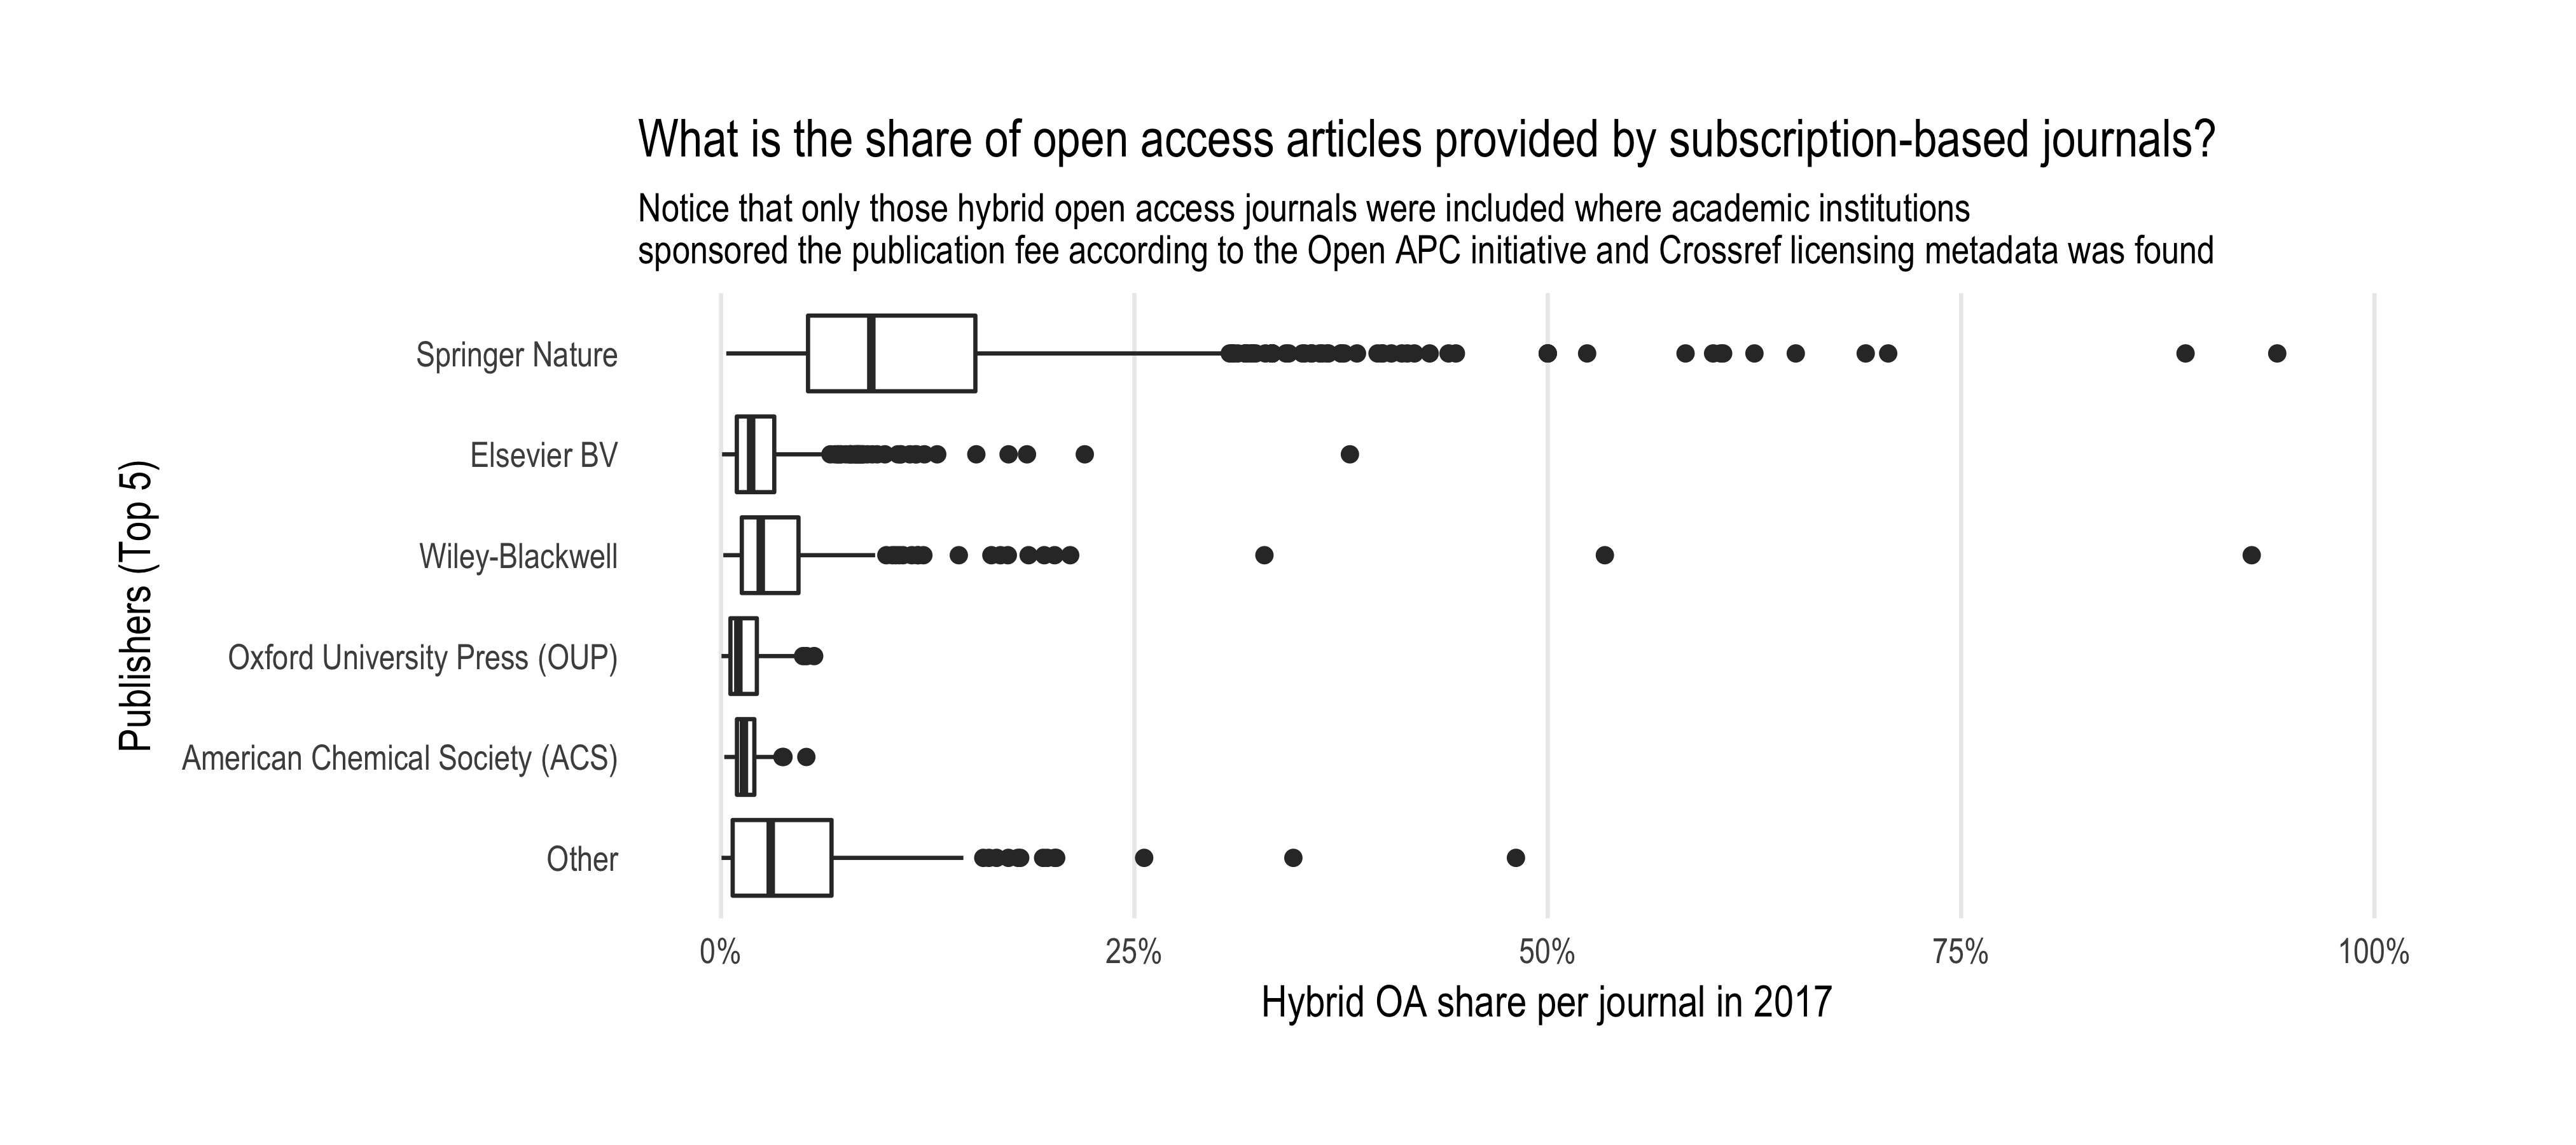 What is the share of open access articles provided by subscription-based journals?
Notice that only those hybrid open access journals were included where academic institutions
sponsored the publication fee according to the Open APC initiative and Crossref licensing metadata was found
Publishers (Top 5)
Springer Nature
Elsevier BV
Wiley-Blackwell
Oxford University Press (OUP)
American Chemical Society (ACS)
Other
0% 25% 50% 75% 100%
Hybrid OA share per journal in 2017